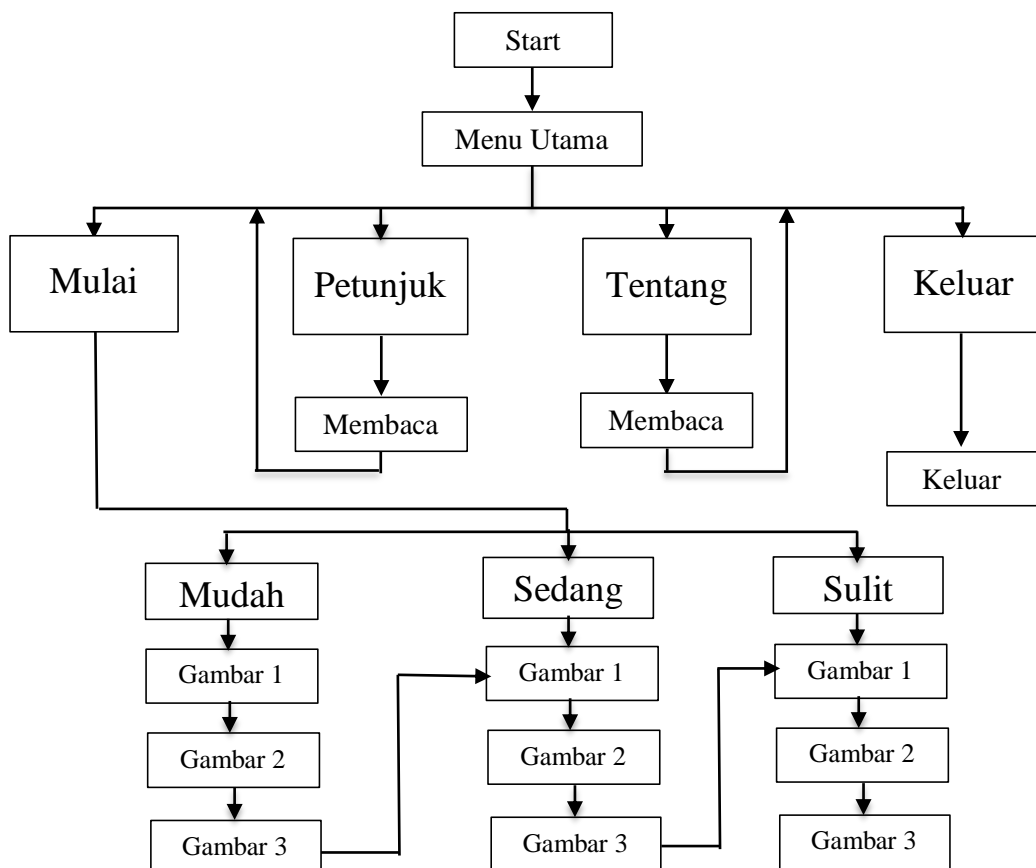 Start
Menu Utama
Mulai
Petunjuk
Tentang
Keluar
Membaca
Membaca
Keluar
Mudah
Sedang
Sulit
Gambar 1
Gambar 1
Gambar 1
Gambar 2
Gambar 2
Gambar 2
Gambar 3
Gambar 3
Gambar 3